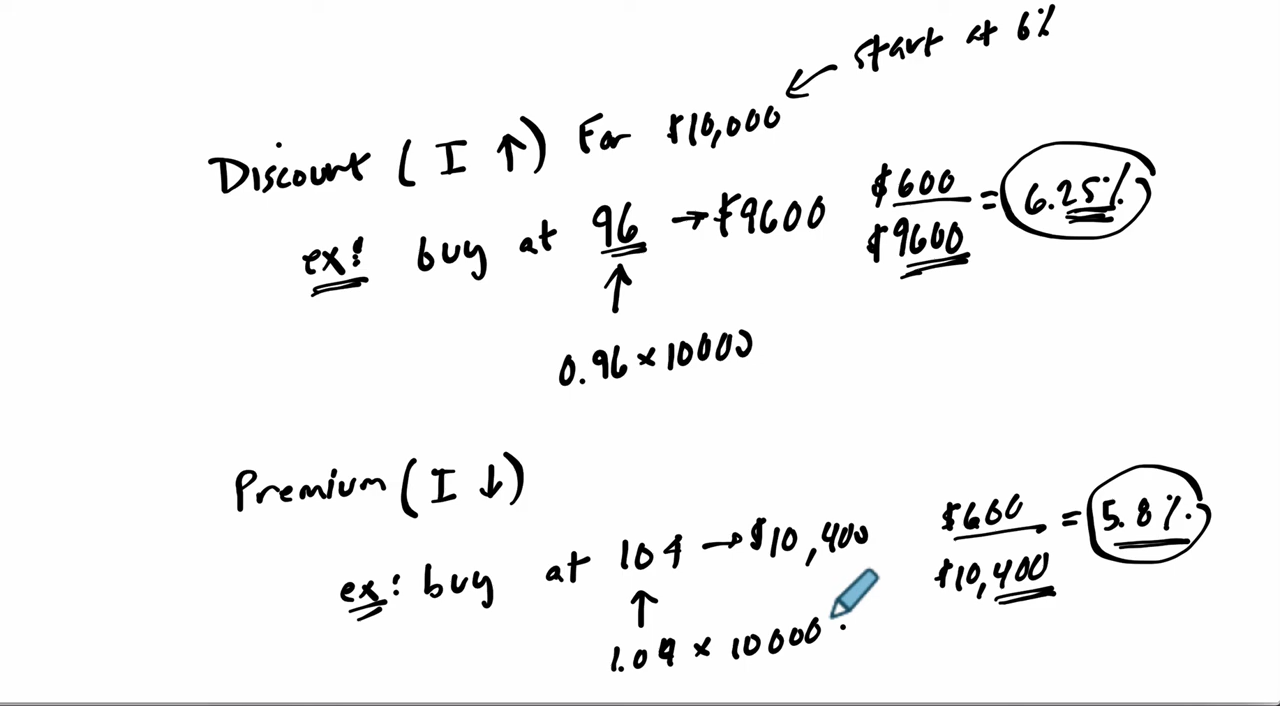 start at 6%
Discount (I ↑) For $10,000
ex: buy at 96 → $9600 $600 / $9600 = 6.25%
0.96 × 10000
Premium (I ↓)
ex: buy at 104 → $10,400 $600 / $10,400 = 5.8%
1.04 × 10000